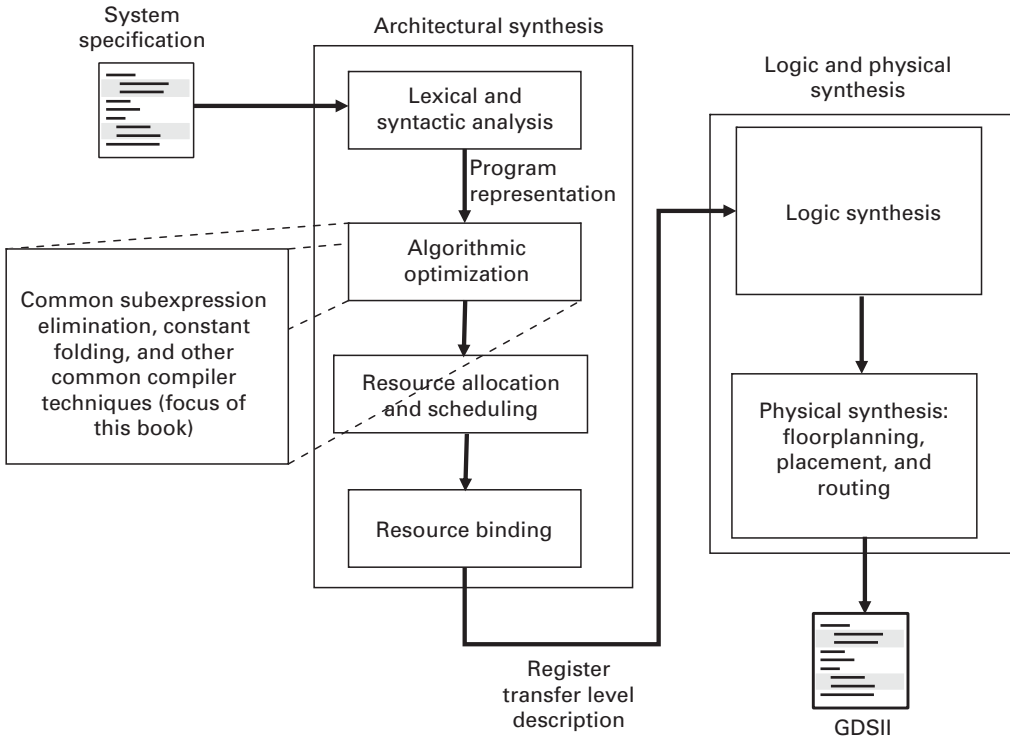 System
specification
Architectural synthesis
Lexical and
syntactic analysis
Program
representation
Algorithmic
optimization
Common subexpression
elimination, constant
folding, and other
common compiler
techniques (focus of
this book)
Resource allocation
and scheduling
Resource binding
Register
transfer level
description
Logic and physical
synthesis
Logic synthesis
Physical synthesis:
floorplanning,
placement, and
routing
GDSII